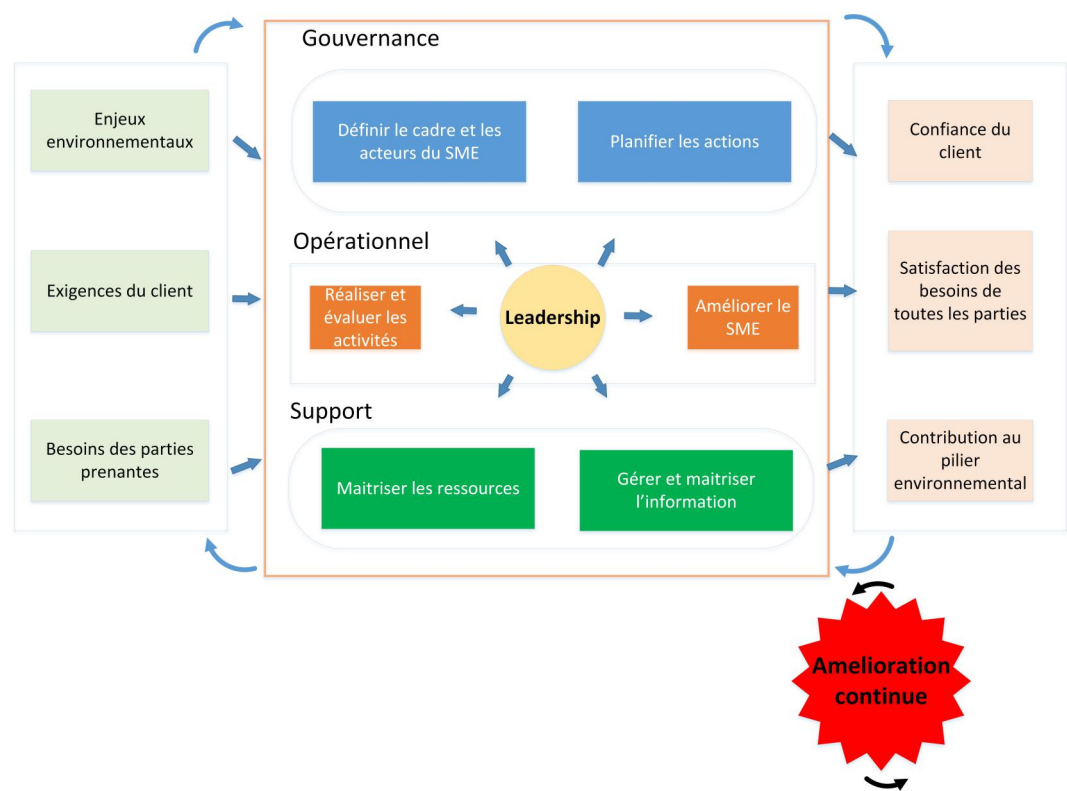 Gouvernance
Enjeux
environnementaux
Exigences du client
Besoins des parties
prenantes
Définir le cadre et les
acteurs du SME
Planifier les actions
Opérationnel
Réaliser et
évaluer les
activités
Leadership
Améliorer le
SME
Support
Maitriser les ressources
Gérer et maitriser
l’information
Confiance du
client
Satisfaction des
besoins de
toutes les parties
Contribution au
pilier
environnemental
Amelioration
continue